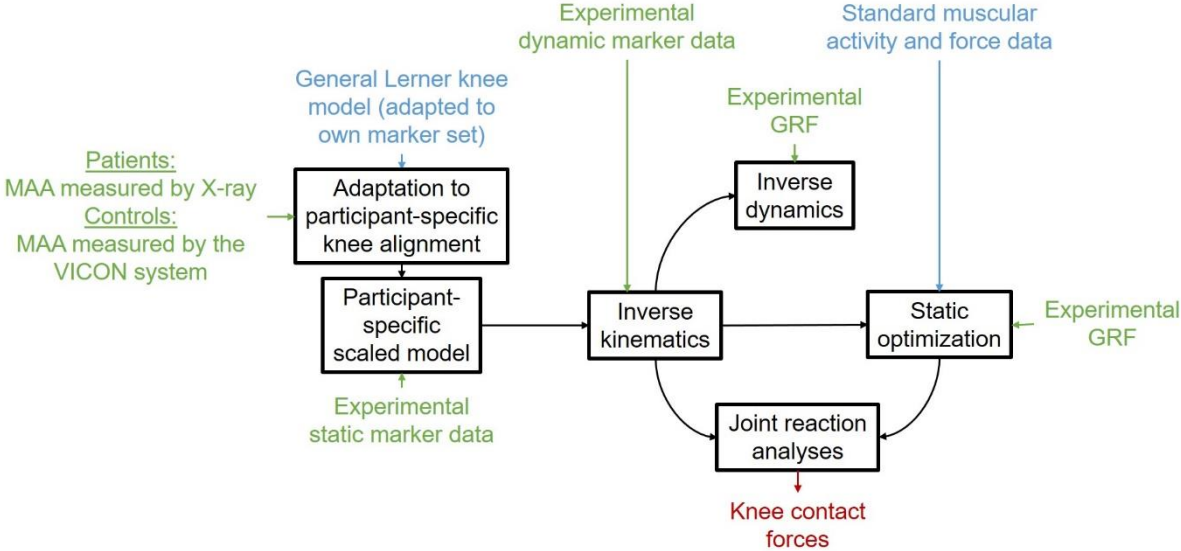 Experimental
dynamic marker data
Standard muscular
activity and force data
General Lerner knee
model (adapted to
own marker set)
Experimental
GRF
Patients:
MAA measured by X-ray
Controls:
MAA measured by the
VICON system
Adaptation to
participant-specific
knee alignment
Inverse
dynamics
Participant-
specific
scaled model
Inverse
kinematics
Static
optimization
Experimental
GRF
Experimental
static marker data
Joint reaction
analyses
Knee contact
forces